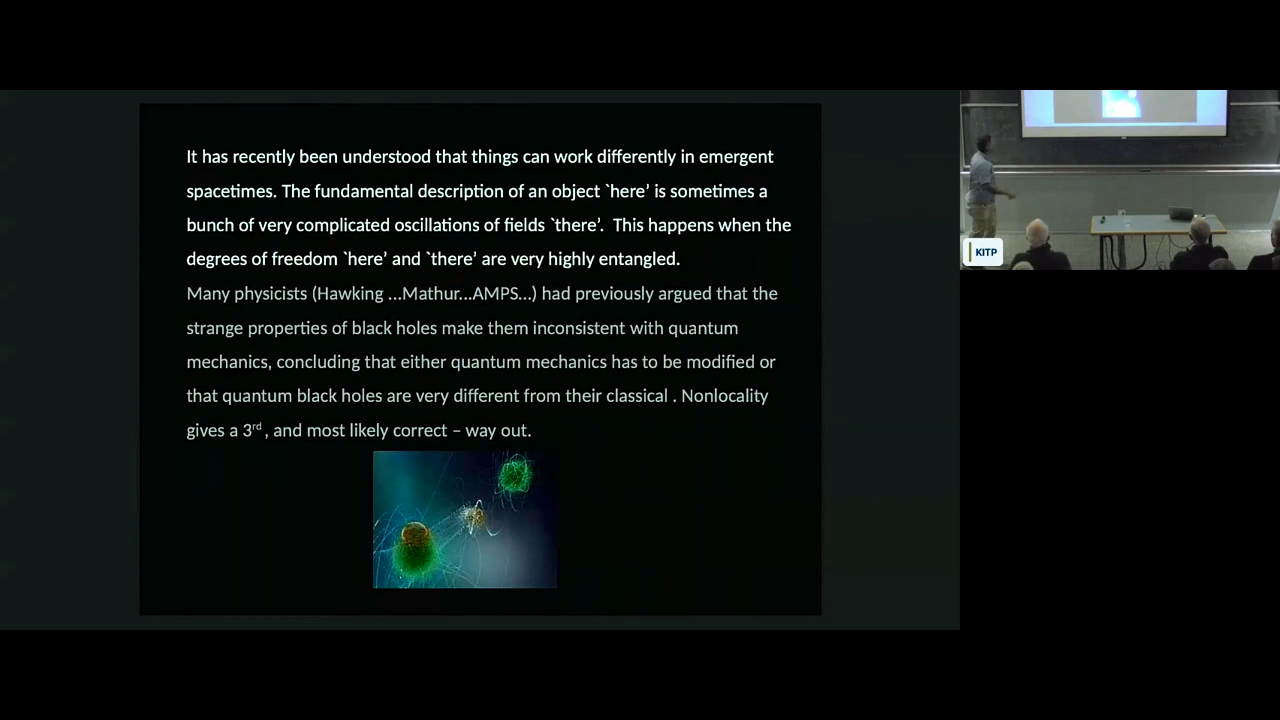 It has recently been understood that things can work differently in emergent
spacetimes. The fundamental description of an object `here' is sometimes a
bunch of very complicated oscillations of fields `there'.  This happens when the
degrees of freedom `here' and `there' are very highly entangled.
Many physicists (Hawking ...Mathur...AMPS...) had previously argued that the
strange properties of black holes make them inconsistent with quantum
mechanics, concluding that either quantum mechanics has to be modified or
that quantum black holes are very different from their classical . Nonlocality
gives a 3rd , and most likely correct – way out.
KITP